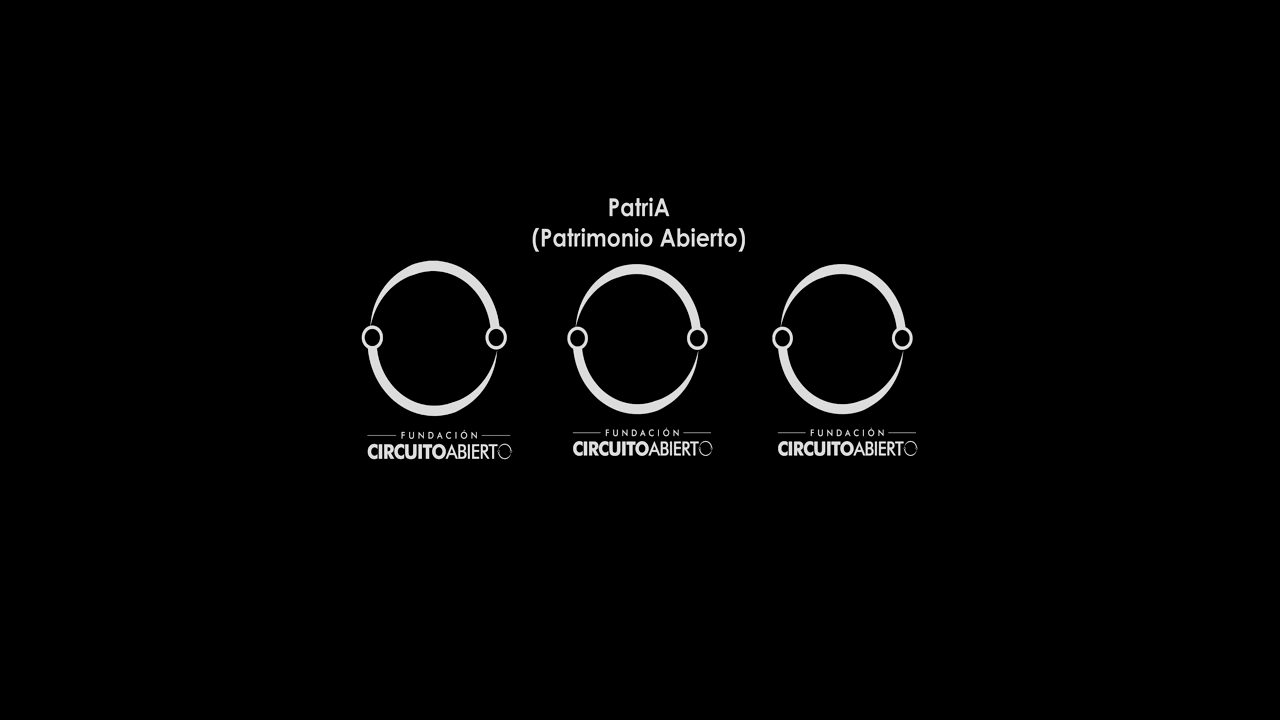 PatriA
(Patrimonio Abierto)
FUNDACIÓN
CIRCUITOABIERTO
FUNDACIÓN
CIRCUITOABIERTO
FUNDACIÓN
CIRCUITOABIERTO